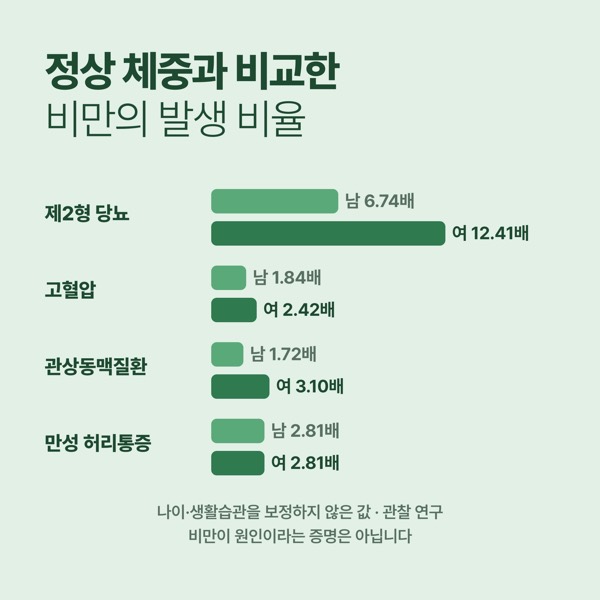 정상 체중과 비교한
비만의 발생 비율
제2형 당뇨
남 6.74배
여 12.41배
고혈압
남 1.84배
여 2.42배
관상동맥질환
남 1.72배
여 3.10배
만성 허리통증
남 2.81배
여 2.81배
나이·생활습관을 보정하지 않은 값 · 관찰 연구
비만이 원인이라는 증명은 아닙니다